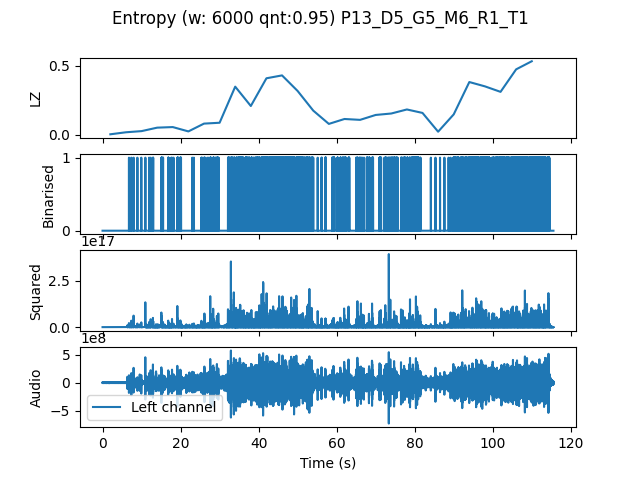 Entropy (w: 6000 qnt:0.95) P13_D5_G5_M6_R1_T1
0.5
0.0
LZ
1
0
Binarised
1e17
2.5
0.0
Squared
1e8
5
0
−5
Audio
Left channel
0 20 40 60 80 100 120
Time (s)